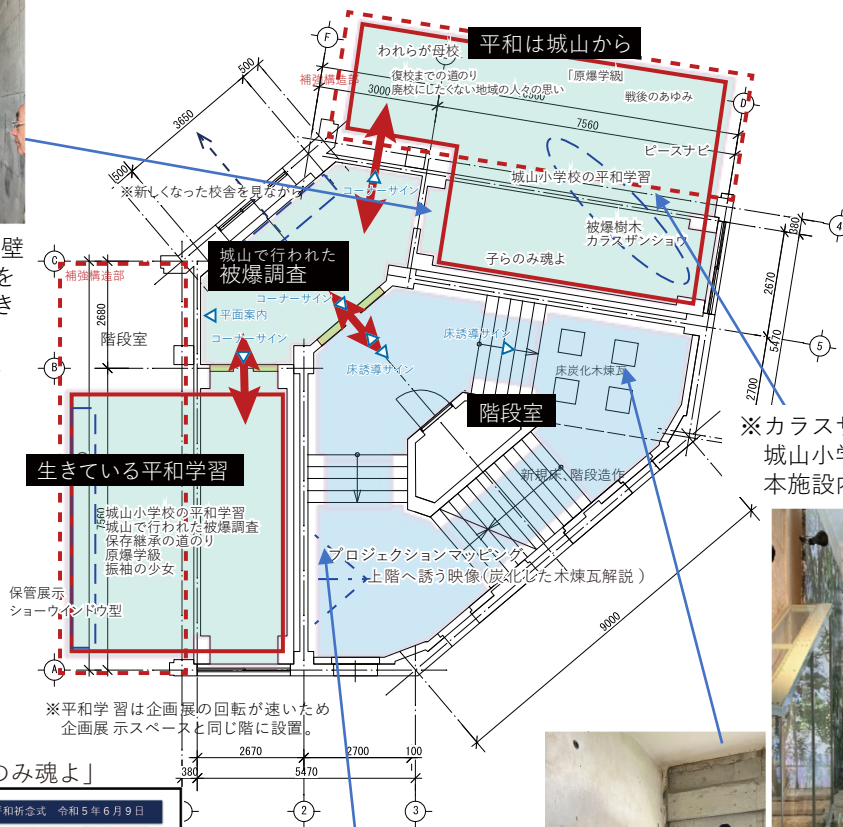 平和は城山から
われらが母校
復校までの道のり
廃校にしたくない地域の人々の思い
「原爆学級」
戦後のあゆみ
ピースナビ
城山小学校の平和学習
被爆樹木
カラスザンショウ
子らのみ魂よ
補強構造部
F
D
4
5
500
3650
500
3000
7560
380
2670
5470
2700
9000
※新しくなった校舎を見ながら
コーナーサイン
城山で行われた
被爆調査
コーナーサイン
平面案内
コーナーサイン
床誘導サイン
床誘導サイン
床炭化木煉瓦
階段室
新規床、階段造作
壁
を
き
C
B
A
補強構造部
2680
階段室
7560
生きている平和学習
城山小学校の平和学習
城山で行われた被爆調査
保存継承の道のり
原爆学級
振袖の少女
保管展示
ショーウインドウ型
プロジェクションマッピング
上階へ誘う映像(炭化した木煉瓦解説)
※平和学習は企画展の回転が速いため
企画展示スペースと同じ階に設置。
2670
2700
100
380
5470
2
3
※カラスザ
城山小学
本施設内
のみ魂よ」
平和祈念式 令和5年6月9日